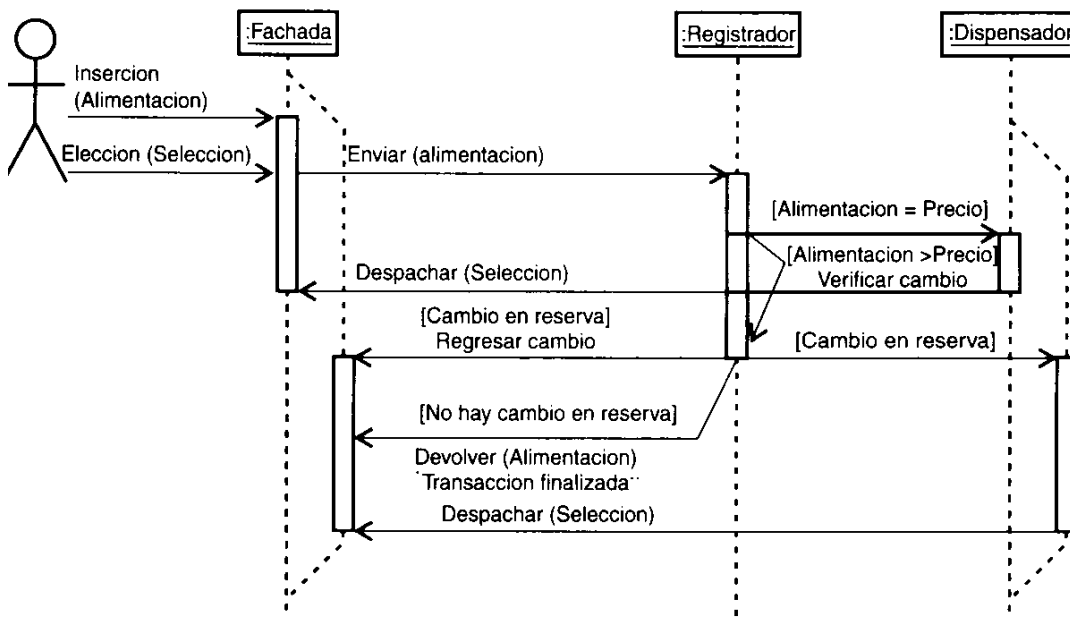 :Fachada
:Registrador
:Dispensador
Insercion
(Alimentacion)
Eleccion (Seleccion)
Enviar (alimentacion)
[Alimentacion = Precio]
[Alimentacion >Precio]
Verificar cambio
Despachar (Seleccion)
[Cambio en reserva]
Regresar cambio
[Cambio en reserva]
[No hay cambio en reserva]
Devolver (Alimentacion)
¨Transaccion finalizada¨
Despachar (Seleccion)